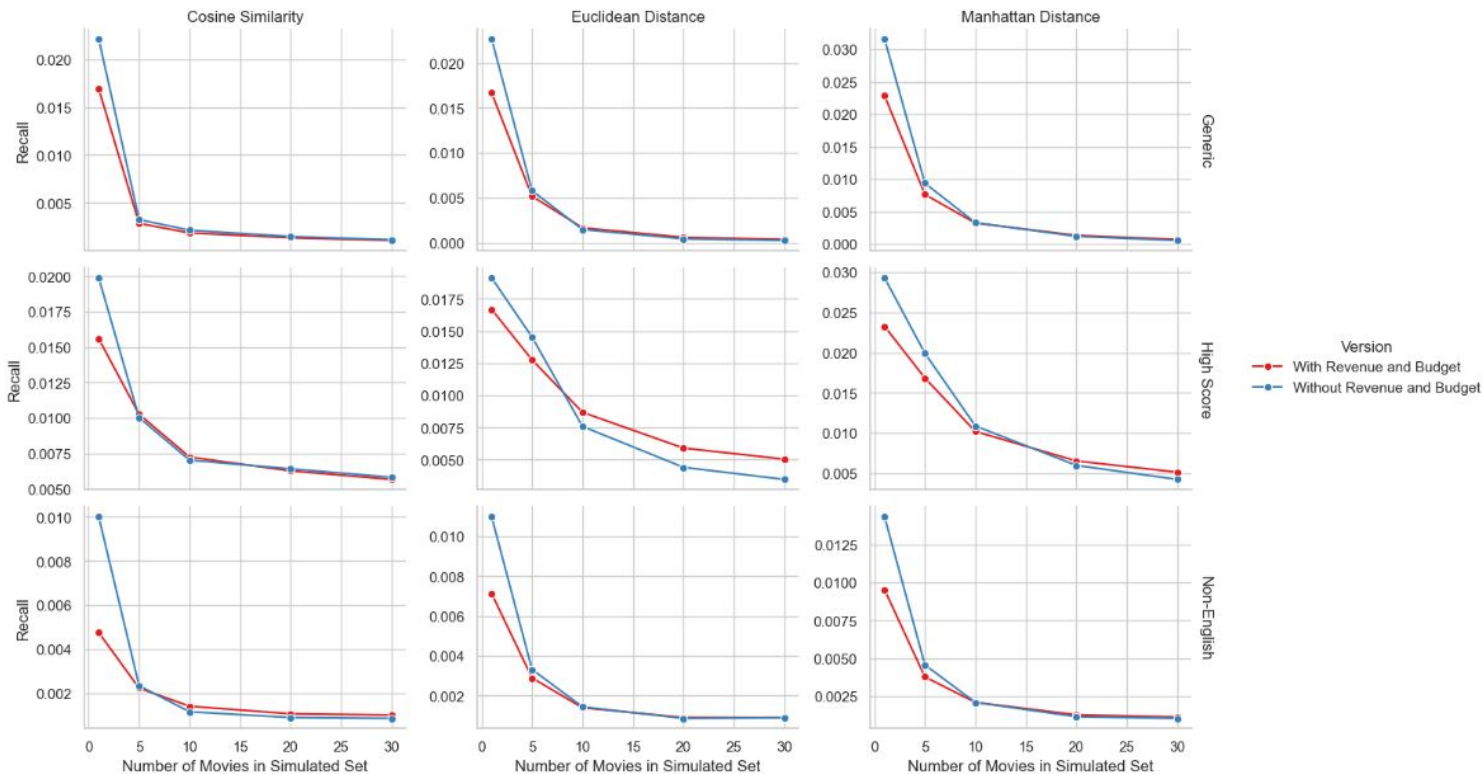 Cosine Similarity
Euclidean Distance
Manhattan Distance
Recall
0.020
0.015
0.010
0.005
0.020
0.015
0.010
0.005
0.000
0.030
0.025
0.020
0.015
0.010
0.005
0.000
Generic
Recall
0.0200
0.0175
0.0150
0.0125
0.0100
0.0075
0.0050
0.0175
0.0150
0.0125
0.0100
0.0075
0.0050
0.030
0.025
0.020
0.015
0.010
0.005
High Score
Version
With Revenue and Budget
Without Revenue and Budget
Recall
0.010
0.008
0.006
0.004
0.002
0.010
0.008
0.006
0.004
0.002
0.0125
0.0100
0.0075
0.0050
0.0025
Non-English
0 5 10 15 20 25 30
0 5 10 15 20 25 30
0 5 10 15 20 25 30
Number of Movies in Simulated Set
Number of Movies in Simulated Set
Number of Movies in Simulated Set